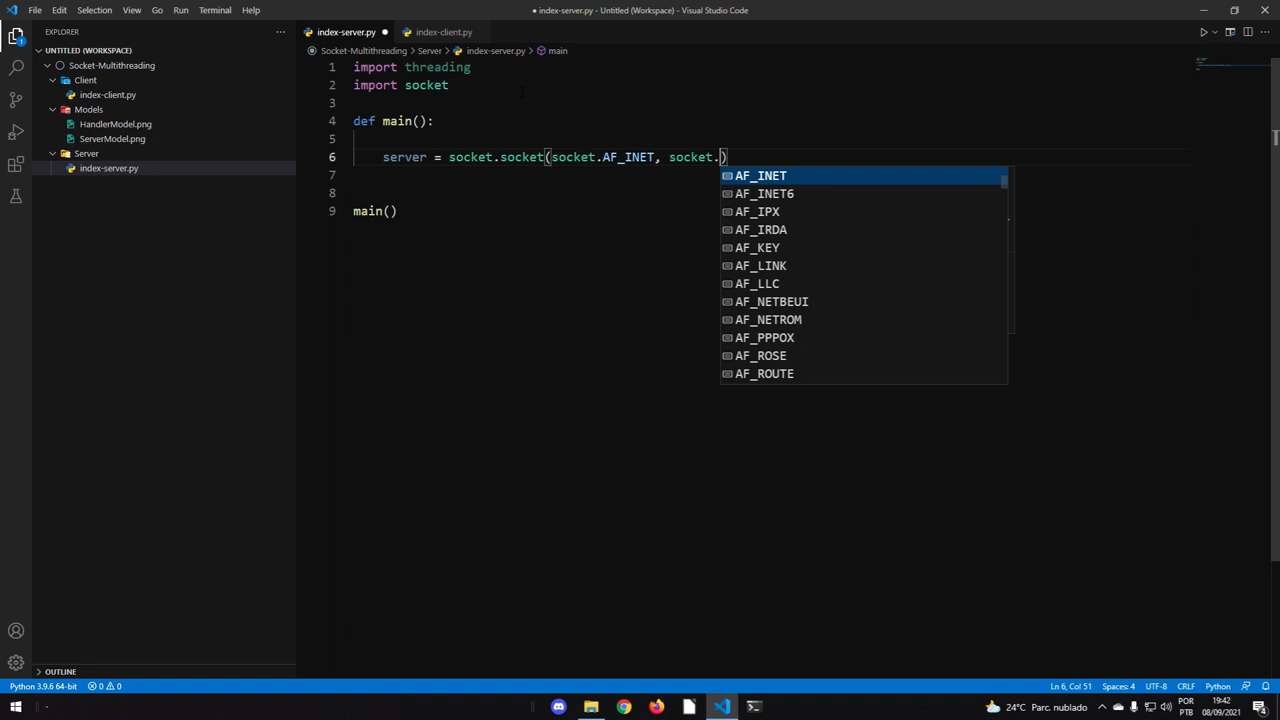 File Edit Selection View Go Run Terminal Help
● index-server.py - Untitled (Workspace) - Visual Studio Code
EXPLORER
UNTITLED (WORKSPACE)
Socket-Multithreading
Client
index-client.py
Models
HandlerModel.png
ServerModel.png
Server
index-server.py
OUTLINE
index-server.py
index-client.py
Socket-Multithreading > Server > index-server.py > main
1 import threading
2 import socket
3
4 def main():
5
6 server = socket.socket(socket.AF_INET, socket.)
7
8
9 main()
AF_INET
AF_INET6
AF_IPX
AF_IRDA
AF_KEY
AF_LINK
AF_LLC
AF_NETBEUI
AF_NETROM
AF_PPPOX
AF_ROSE
AF_ROUTE
1
Python 3.9.6 64-bit 0 0
Ln 6, Col 51 Spaces: 4 UTF-8 CRLF Python
24°C Parc. nublado
POR
PTB
19:42
08/09/2021
4